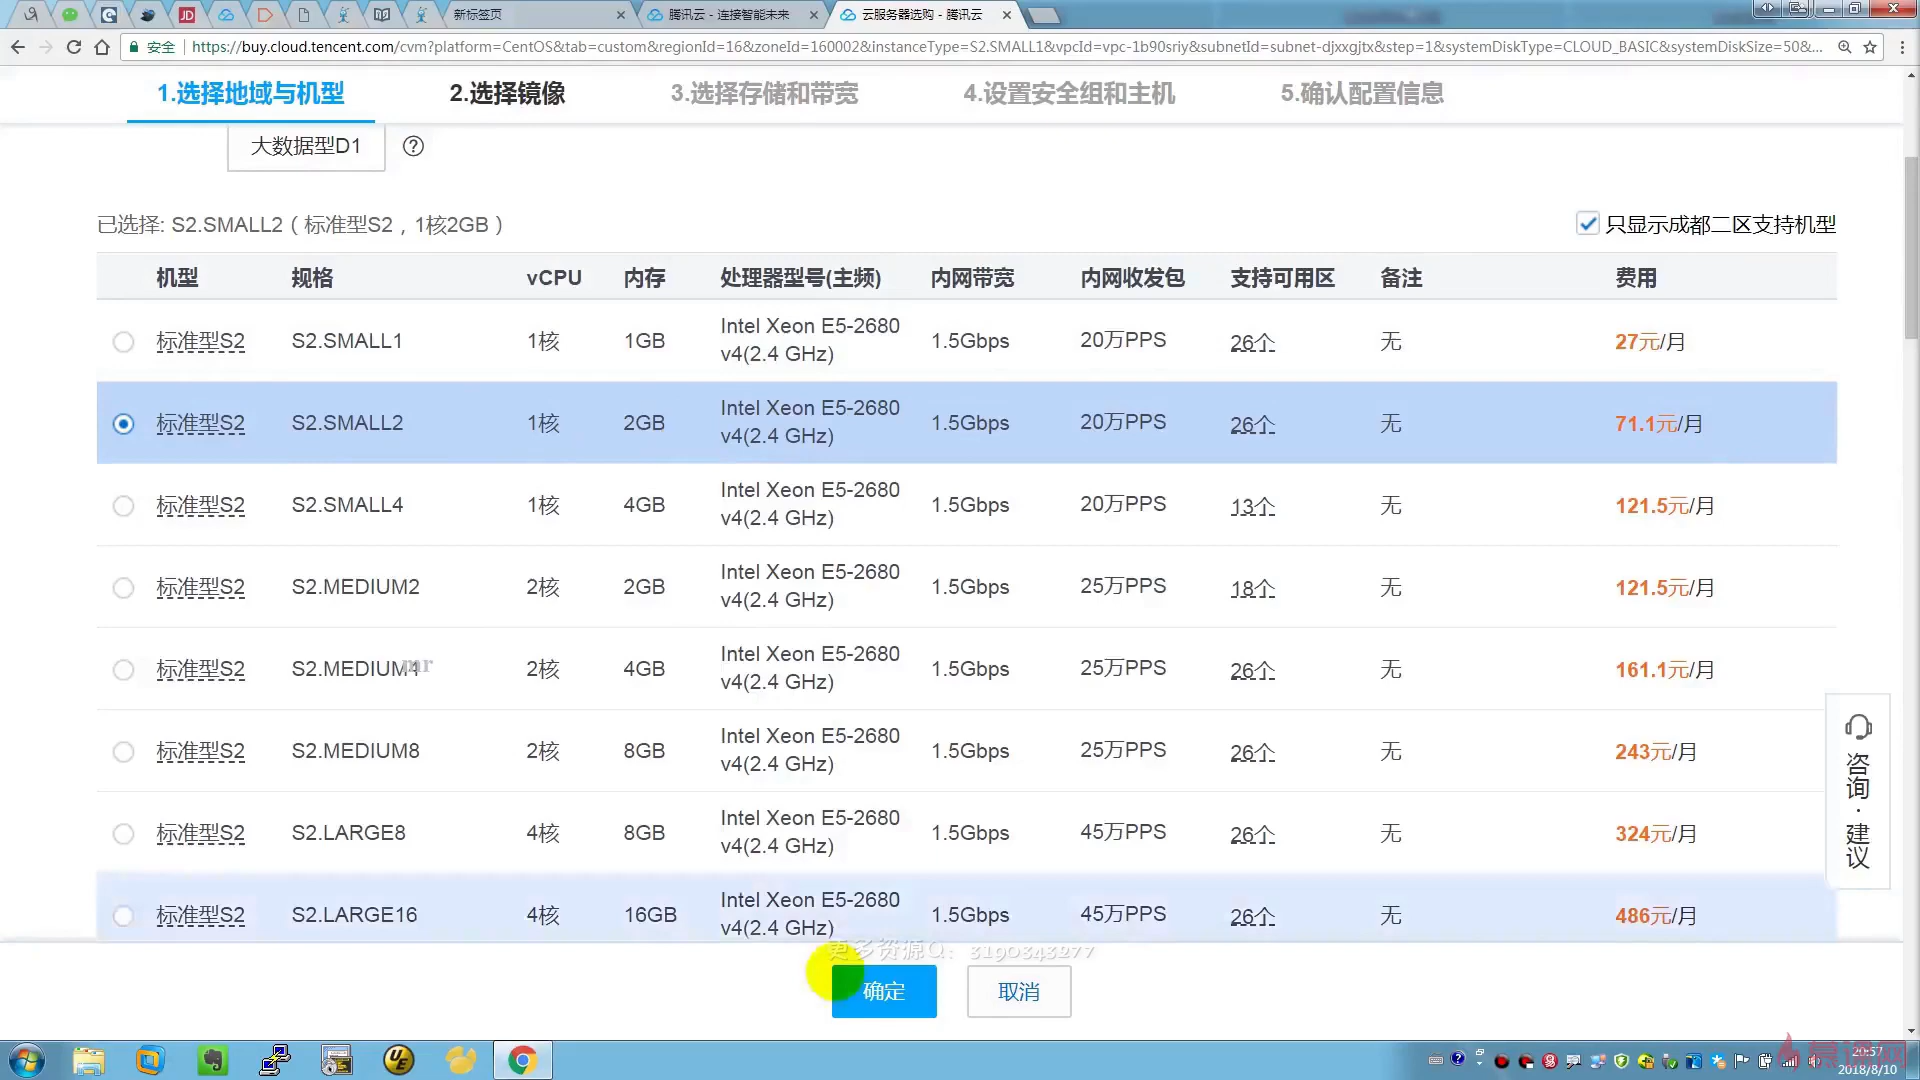 新标签页
腾讯云 - 连接智能未来
云服务器选购 - 腾讯云
安全
https://buy.cloud.tencent.com/cvm?platform=CentOS&tab=custom&regionId=16&zoneId=160002&instanceType=S2.SMALL1&vpcId=vpc-1b90sriy&subnetId=subnet-djxxgjtx&step=1&systemDiskType=CLOUD_BASIC&systemDiskSize=50&...
1.选择地域与机型 2.选择镜像 3.选择存储和带宽 4.设置安全组和主机 5.确认配置信息
大数据型D1
已选择: S2.SMALL2 ( 标准型S2 , 1核2GB )
只显示成都二区支持机型
机型 规格 vCPU 内存 处理器型号(主频) 内网带宽 内网收发包 支持可用区 备注 费用
标准型S2 S2.SMALL1 1核 1GB Intel Xeon E5-2680 v4(2.4 GHz) 1.5Gbps 20万PPS 26个 无 27元/月
标准型S2 S2.SMALL2 1核 2GB Intel Xeon E5-2680 v4(2.4 GHz) 1.5Gbps 20万PPS 26个 无 71.1元/月
标准型S2 S2.SMALL4 1核 4GB Intel Xeon E5-2680 v4(2.4 GHz) 1.5Gbps 20万PPS 13个 无 121.5元/月
标准型S2 S2.MEDIUM2 2核 2GB Intel Xeon E5-2680 v4(2.4 GHz) 1.5Gbps 25万PPS 18个 无 121.5元/月
标准型S2 S2.MEDIUM4 2核 4GB Intel Xeon E5-2680 v4(2.4 GHz) 1.5Gbps 25万PPS 26个 无 161.1元/月
标准型S2 S2.MEDIUM8 2核 8GB Intel Xeon E5-2680 v4(2.4 GHz) 1.5Gbps 25万PPS 26个 无 243元/月
标准型S2 S2.LARGE8 4核 8GB Intel Xeon E5-2680 v4(2.4 GHz) 1.5Gbps 45万PPS 26个 无 324元/月
标准型S2 S2.LARGE16 4核 16GB Intel Xeon E5-2680 v4(2.4 GHz) 1.5Gbps 45万PPS 26个 无 486元/月
咨询·建议
更多资源Q: 3190343277
确定 取消
慕课网
20:57
2018/8/10